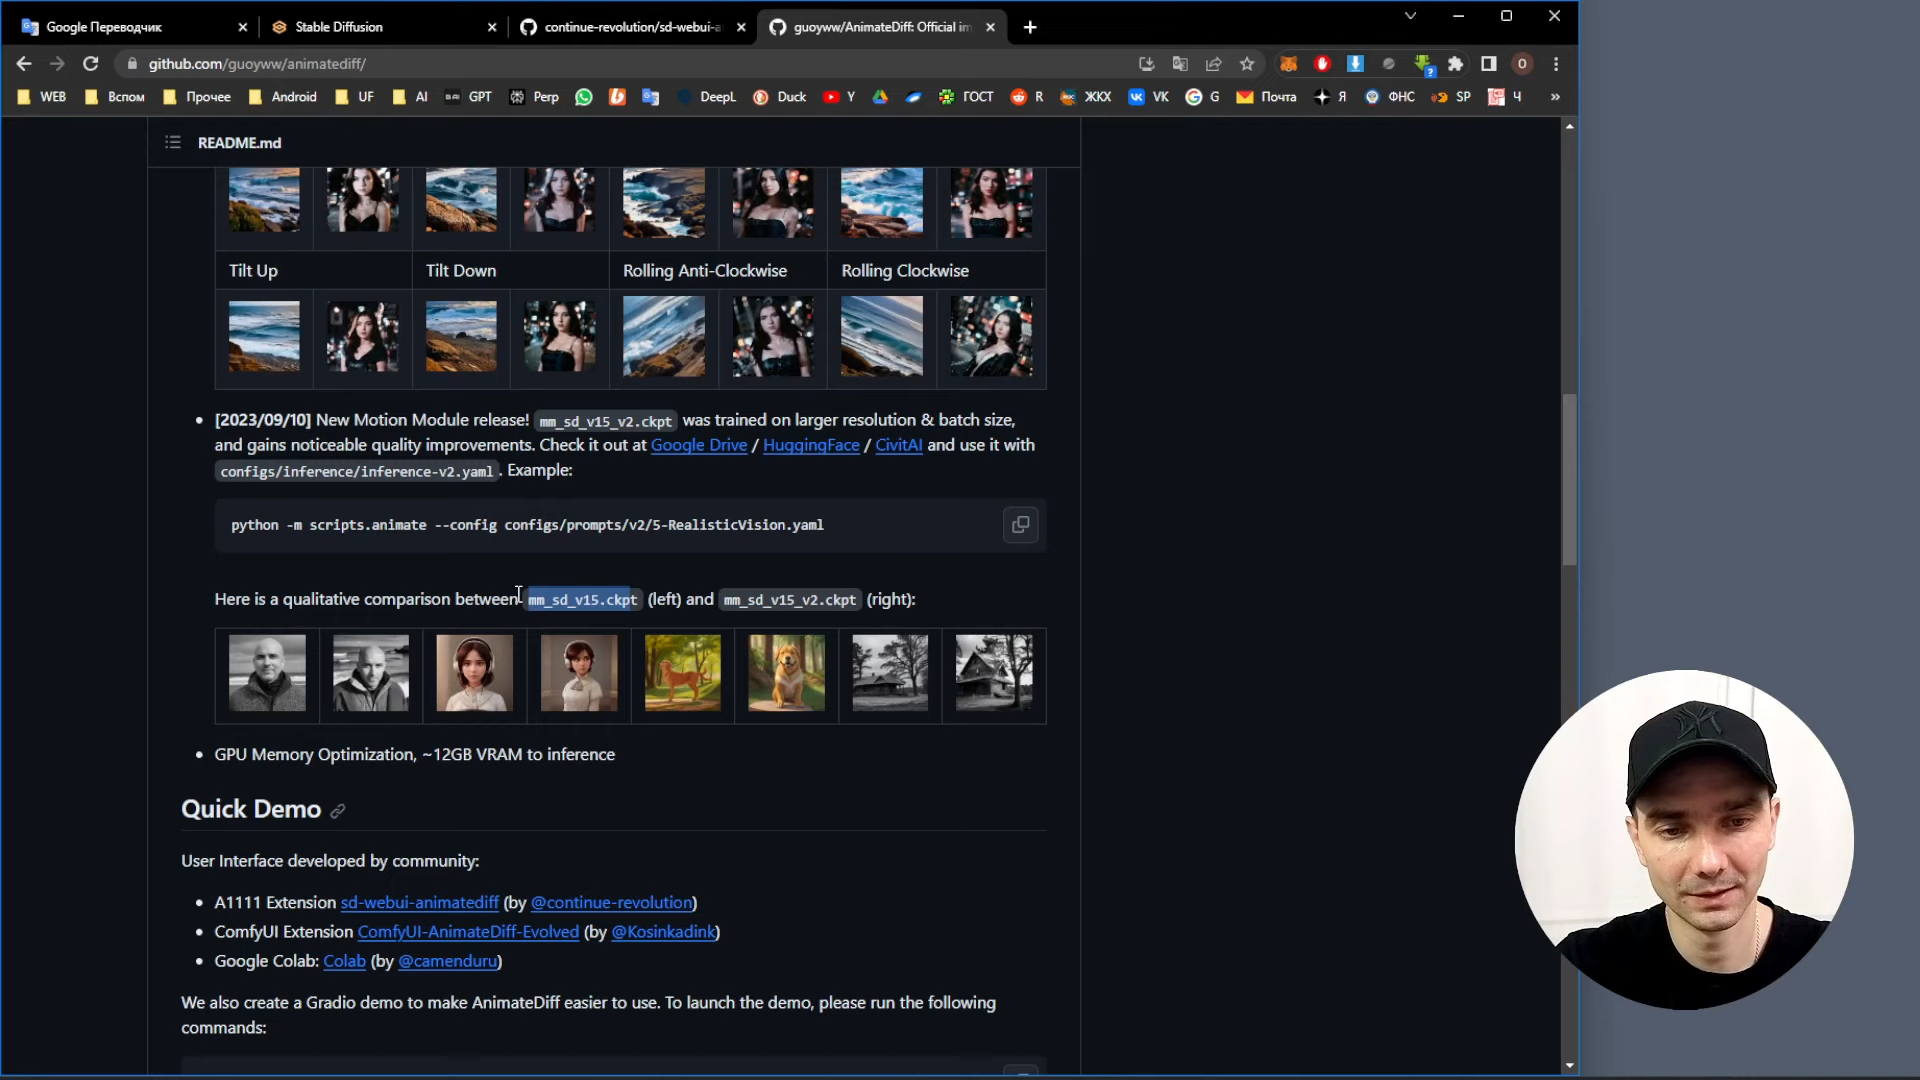 Google Переводчик
Stable Diffusion
continue-revolution/sd-webui-a
guoyww/AnimateDiff: Official im
github.com/guoyww/animatediff/
O
WEB
Вспом
Прочее
Android
UF
AI
GPT
Perp
DeepL
Duck
Y
ГОСТ
R
ЖКХ
VK
G
Почта
Я
ФНС
SP
Ч
»
README.md
Tilt Up
Tilt Down
Rolling Anti-Clockwise
Rolling Clockwise
[2023/09/10] New Motion Module release! mm_sd_v15_v2.ckpt was trained on larger resolution & batch size,
and gains noticeable quality improvements. Check it out at Google Drive / HuggingFace / CivitAI and use it with
configs/inference/inference-v2.yaml . Example:
python -m scripts.animate --config configs/prompts/v2/5-RealisticVision.yaml
Here is a qualitative comparison between mm_sd_v15.ckpt (left) and mm_sd_v15_v2.ckpt (right):
GPU Memory Optimization, ~12GB VRAM to inference
Quick Demo
User Interface developed by community:
A1111 Extension sd-webui-animatediff (by @continue-revolution)
ComfyUI Extension ComfyUI-AnimateDiff-Evolved (by @Kosinkadink)
Google Colab: Colab (by @camenduru)
We also create a Gradio demo to make AnimateDiff easier to use. To launch the demo, please run the following
commands: